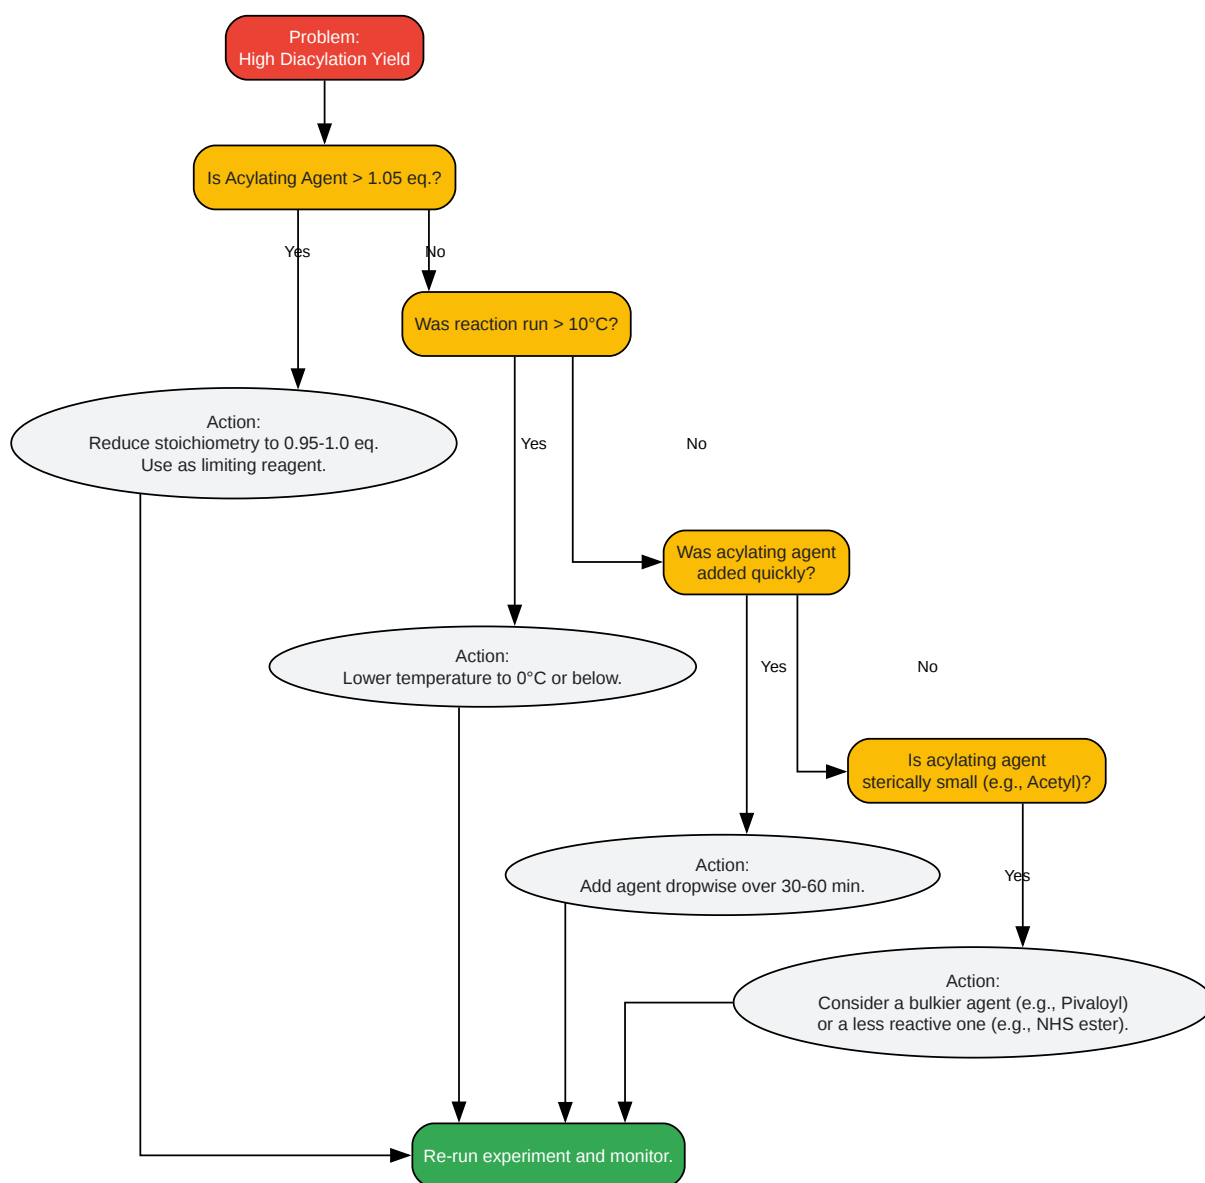 Problem:
High Diacylation Yield
Is Acylating Agent > 1.05 eq.?
Yes
No
Was reaction run > 10°C?
Action:
Reduce stoichiometry to 0.95-1.0 eq.
Use as limiting reagent.
Yes
No
Was acylating agent
added quickly?
Action:
Lower temperature to 0°C or below.
Yes
No
Is acylating agent
sterically small (e.g., Acetyl)?
Action:
Add agent dropwise over 30-60 min.
Yes
Action:
Consider a bulkier agent (e.g., Pivaloyl)
or a less reactive one (e.g., NHS ester).
Re-run experiment and monitor.